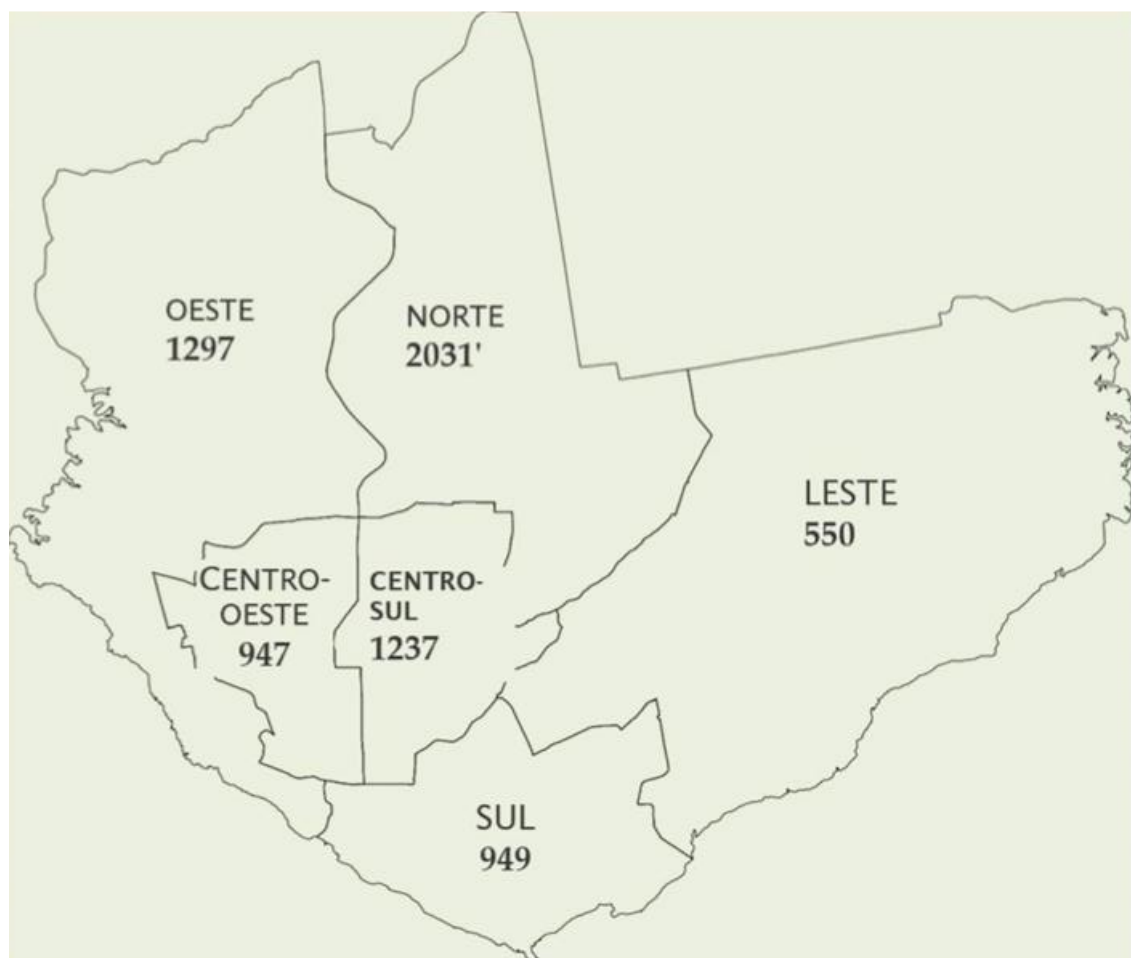 OESTE
1297
NORTE
2031'
LESTE
550
CENTRO-
OESTE
947
CENTRO-
SUL
1237
SUL
949